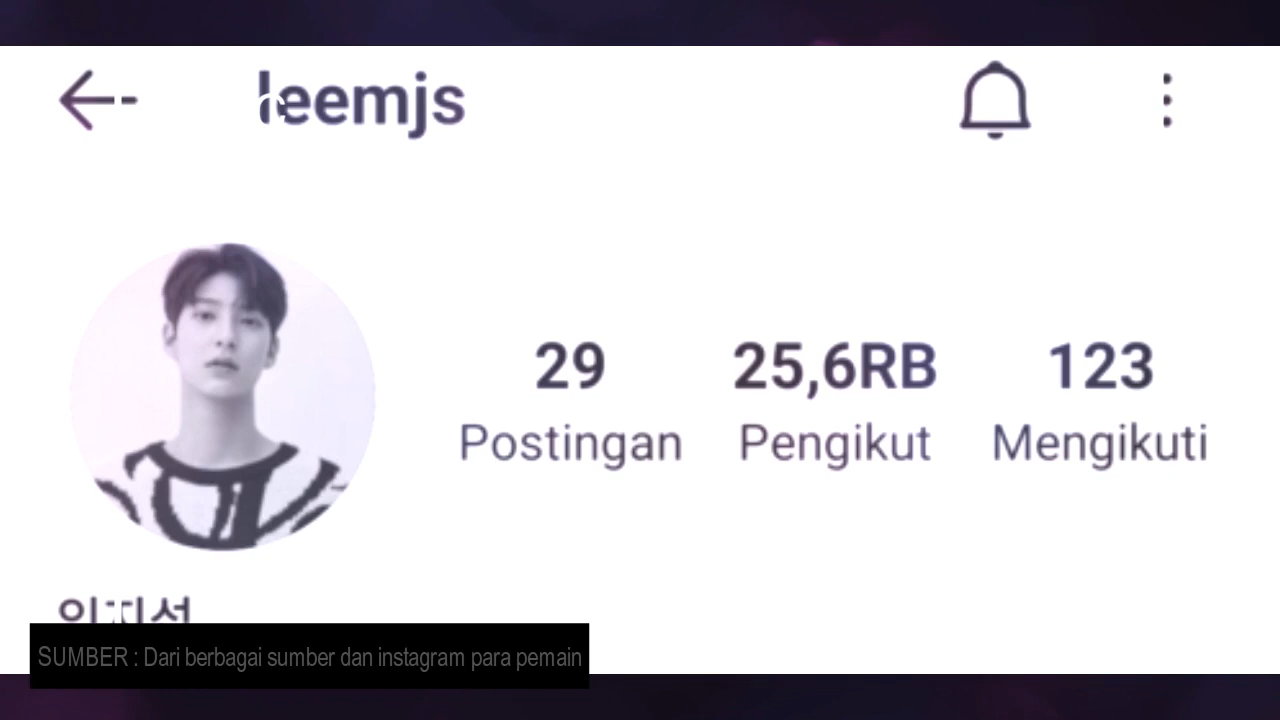 leemjs
29 25,6RB 123
Postingan Pengikut Mengikuti
SUMBER : Dari berbagai sumber dan instagram para pemain